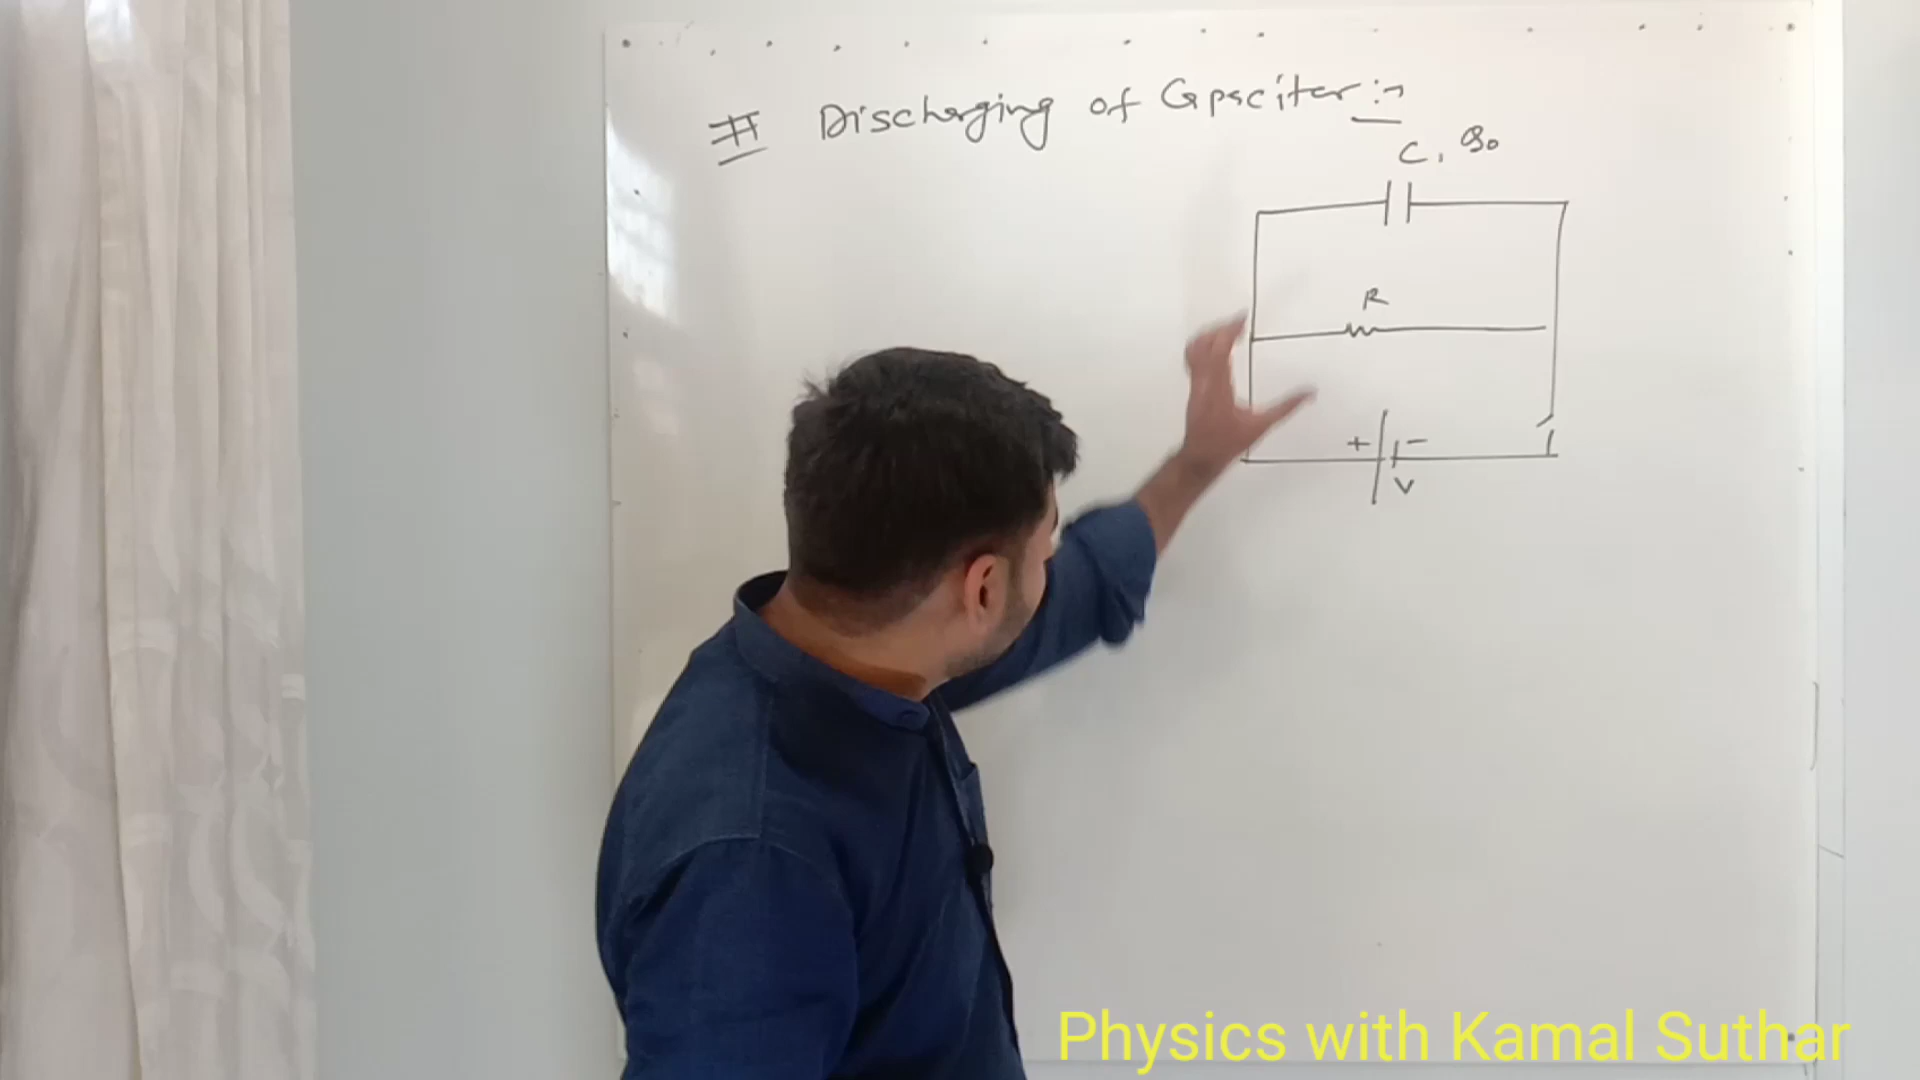 # Discharging of Capaciter :-
C, q₀
R
+ -
V
Physics with Kamal Suthar